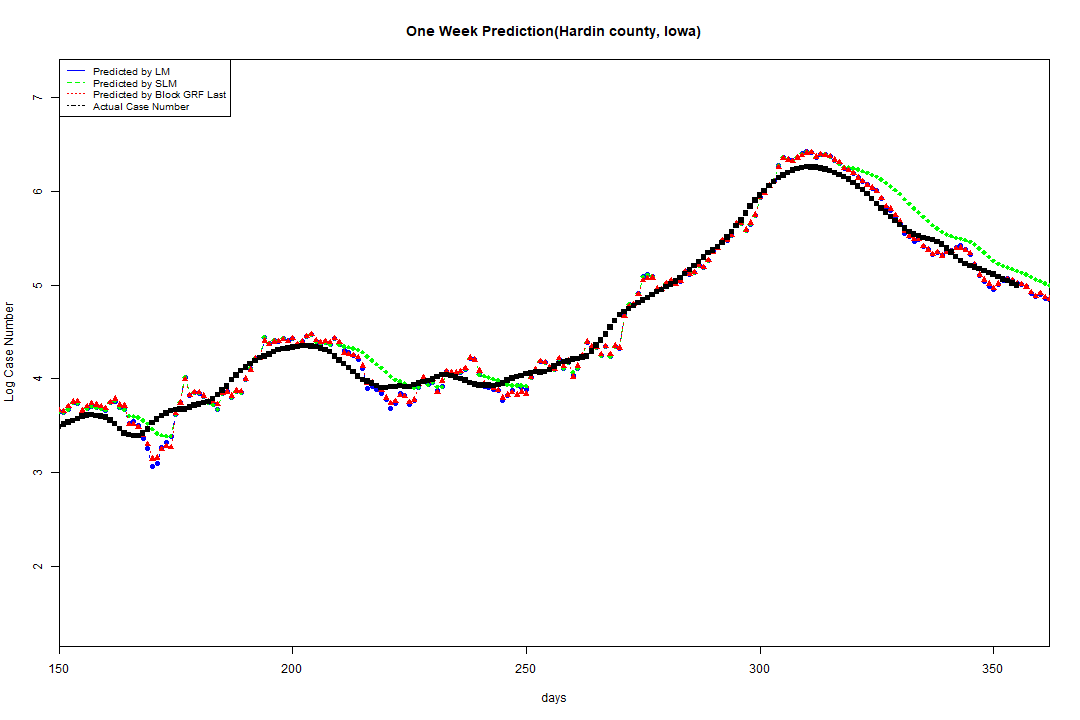 One Week Prediction(Hardin county, Iowa)
Predicted by LM
Predicted by SLM
Predicted by Block GRF Last
Actual Case Number
7
6
5
4
3
2
Log Case Number
150 200 250 300 350
days